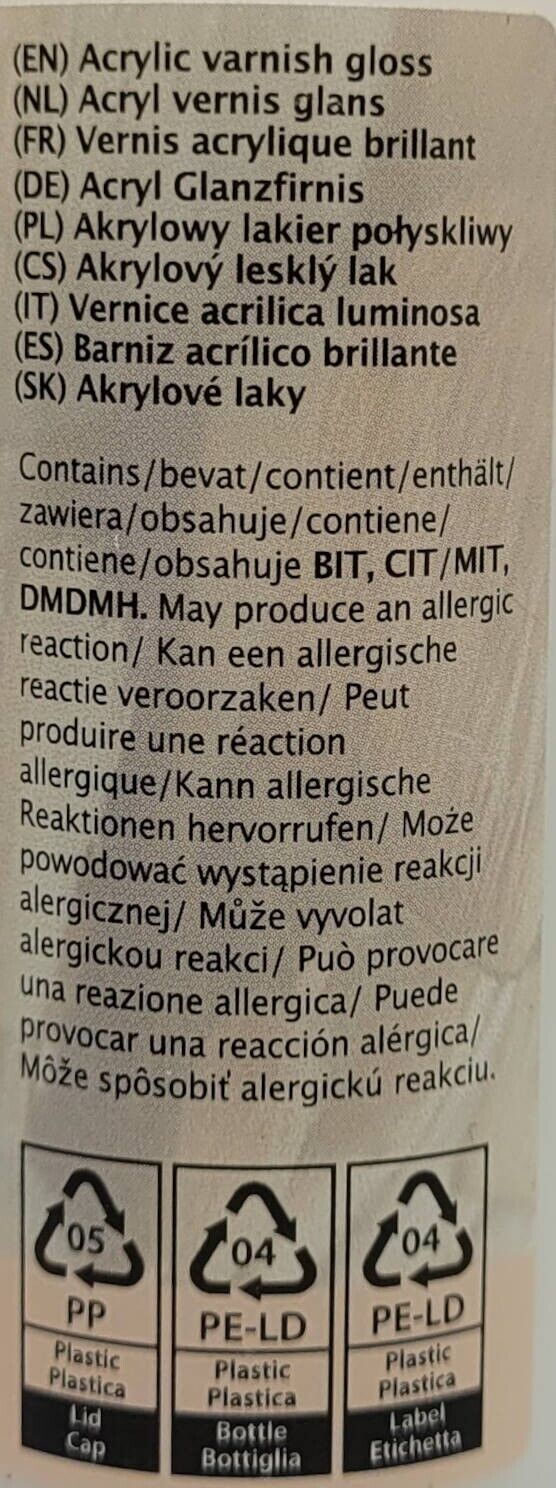 (EN) Acrylic varnish gloss
(NL) Acryl vernis glans
(FR) Vernis acrylique brillant
(DE) Acryl Glanzfirnis
(PL) Akrylowy lakier połyskliwy
(CS) Akrylový lesklý lak
(IT) Vernice acrilica luminosa
(ES) Barniz acrílico brillante
(SK) Akrylové laky
Contains/bevat/contient/enthält/
zawiera/obsahuje/contiene/
contiene/obsahuje BIT, CIT/MIT,
DMDMH. May produce an allergic
reaction/ Kan een allergische
reactie veroorzaken/ Peut
produire une réaction
allergique/Kann allergische
Reaktionen hervorrufen/ Może
powodować wystąpienie reakcji
alergicznej/ Může vyvolat
alergickou reakci/ Può provocare
una reazione allergica/ Puede
provocar una reacción alérgica/
Môže spôsobiť alergickú reakciu.
05
PP
Plastic
Plastica
Lid
Cap
04
PE-LD
Plastic
Plastica
Bottle
Bottiglia
04
PE-LD
Plastic
Plastica
Label
Etichetta